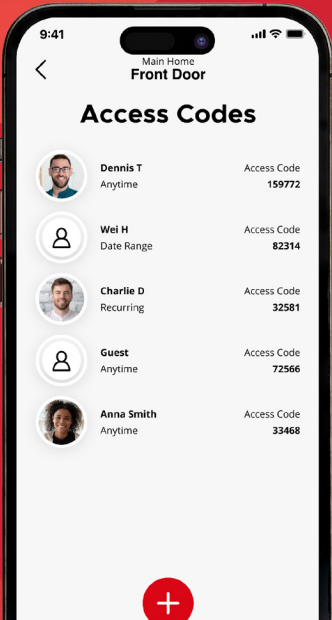 9:41
Main Home
Front Door
Access Codes
Dennis T Access Code
Anytime 159772
Wei H Access Code
Date Range 82314
Charlie D Access Code
Recurring 32581
Guest Access Code
Anytime 72566
Anna Smith Access Code
Anytime 33468